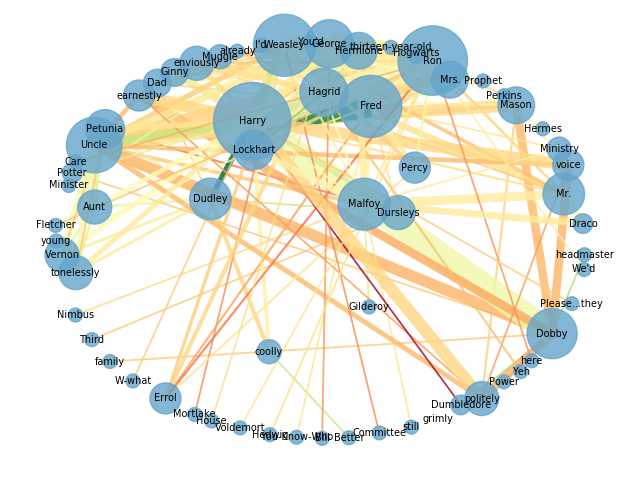 I'd
Weasley
You'd
George
Hermione
thirteen-year-old
Hogwarts
Ron
already
Muggle
enviously
Ginny
Dad
earnestly
Mrs.
Prophet
Perkins
Mason
Hagrid
Fred
Harry
Petunia
Uncle
Lockhart
Hermes
Ministry
voice
Care
Potter
Minister
Percy
Mr.
Aunt
Dudley
Malfoy
Dursleys
Draco
Fletcher
young
Vernon
tonelessly
headmaster
We'd
Please...they
Nimbus
Gilderoy
Dobby
Third
family
coolly
here
Yeh
Power
W-what
Errol
politely
Dumbledore
Mortlake
House
grimly
Voldemort
Hedwig
You-Know-Who
Bill
Better
Committee
still